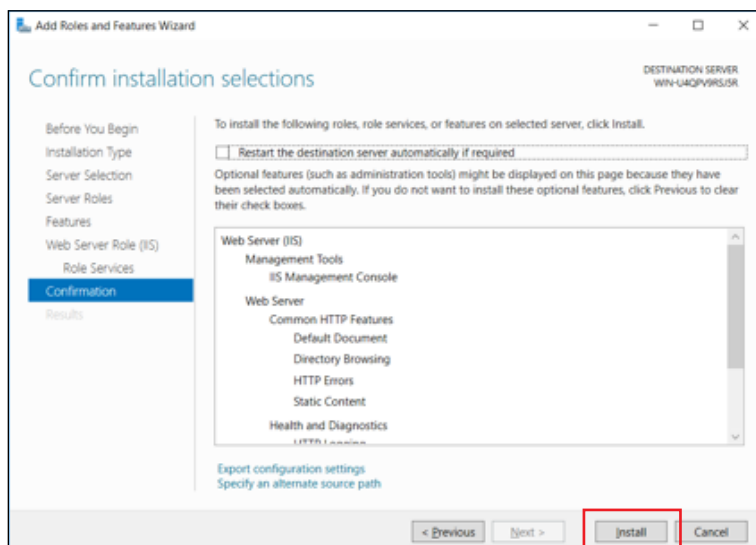 Add Roles and Features Wizard
Confirm installation selections
DESTINATION SERVER
WIN-U4QPV9RSJ5R
Before You Begin
Installation Type
Server Selection
Server Roles
Features
Web Server Role (IIS)
Role Services
Confirmation
Results
To install the following roles, role services, or features on selected server, click Install.
Restart the destination server automatically if required
Optional features (such as administration tools) might be displayed on this page because they have
been selected automatically. If you do not want to install these optional features, click Previous to clear
their check boxes.
Web Server (IIS)
Management Tools
IIS Management Console
Web Server
Common HTTP Features
Default Document
Directory Browsing
HTTP Errors
Static Content
Health and Diagnostics
HTTP Logging
Export configuration settings
Specify an alternate source path
< Previous
Next >
Install
Cancel